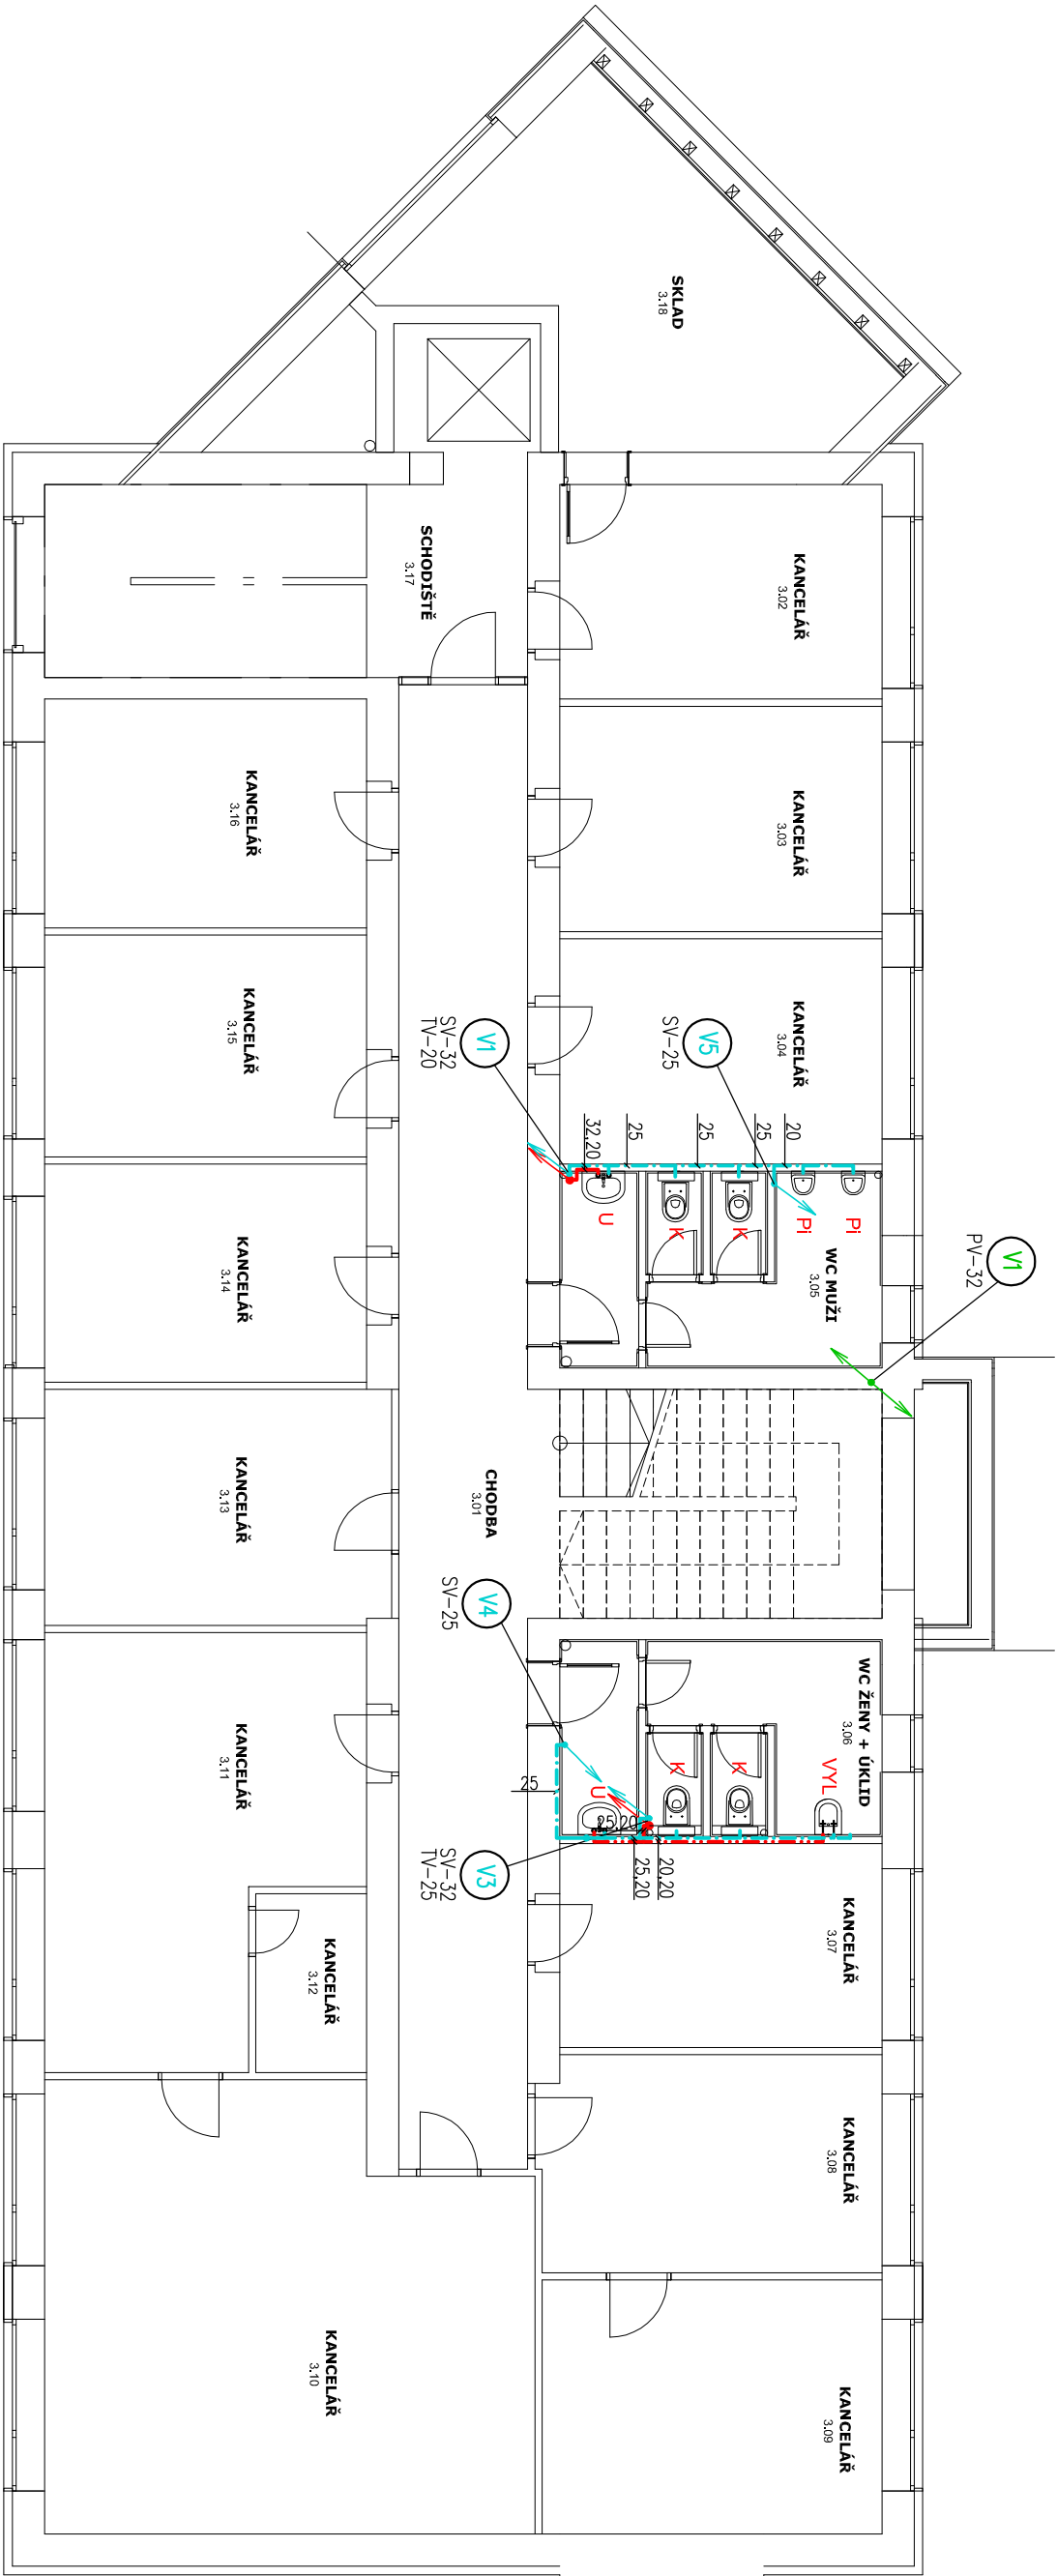 SKLAD
3.18
SCHODIŠTĚ
3.17
KANCELÁŘ
3.02
KANCELÁŘ
3.03
KANCELÁŘ
3.04
KANCELÁŘ
3.16
KANCELÁŘ
3.15
KANCELÁŘ
3.14
KANCELÁŘ
3.13
KANCELÁŘ
3.11
KANCELÁŘ
3.12
KANCELÁŘ
3.10
V1
SV-32
TV-20
V5
SV-25
32,20
25
25
25
20
U
K
K
Pi
Pi
WC MUŽI
3.05
V1
PV-32
CHODBA
3.01
V4
SV-25
WC ŽENY + ÚKLID
3.06
VYL
K
K
U
25
25,20
25,20
20,20
V3
SV-32
TV-25
KANCELÁŘ
3.07
KANCELÁŘ
3.08
KANCELÁŘ
3.09